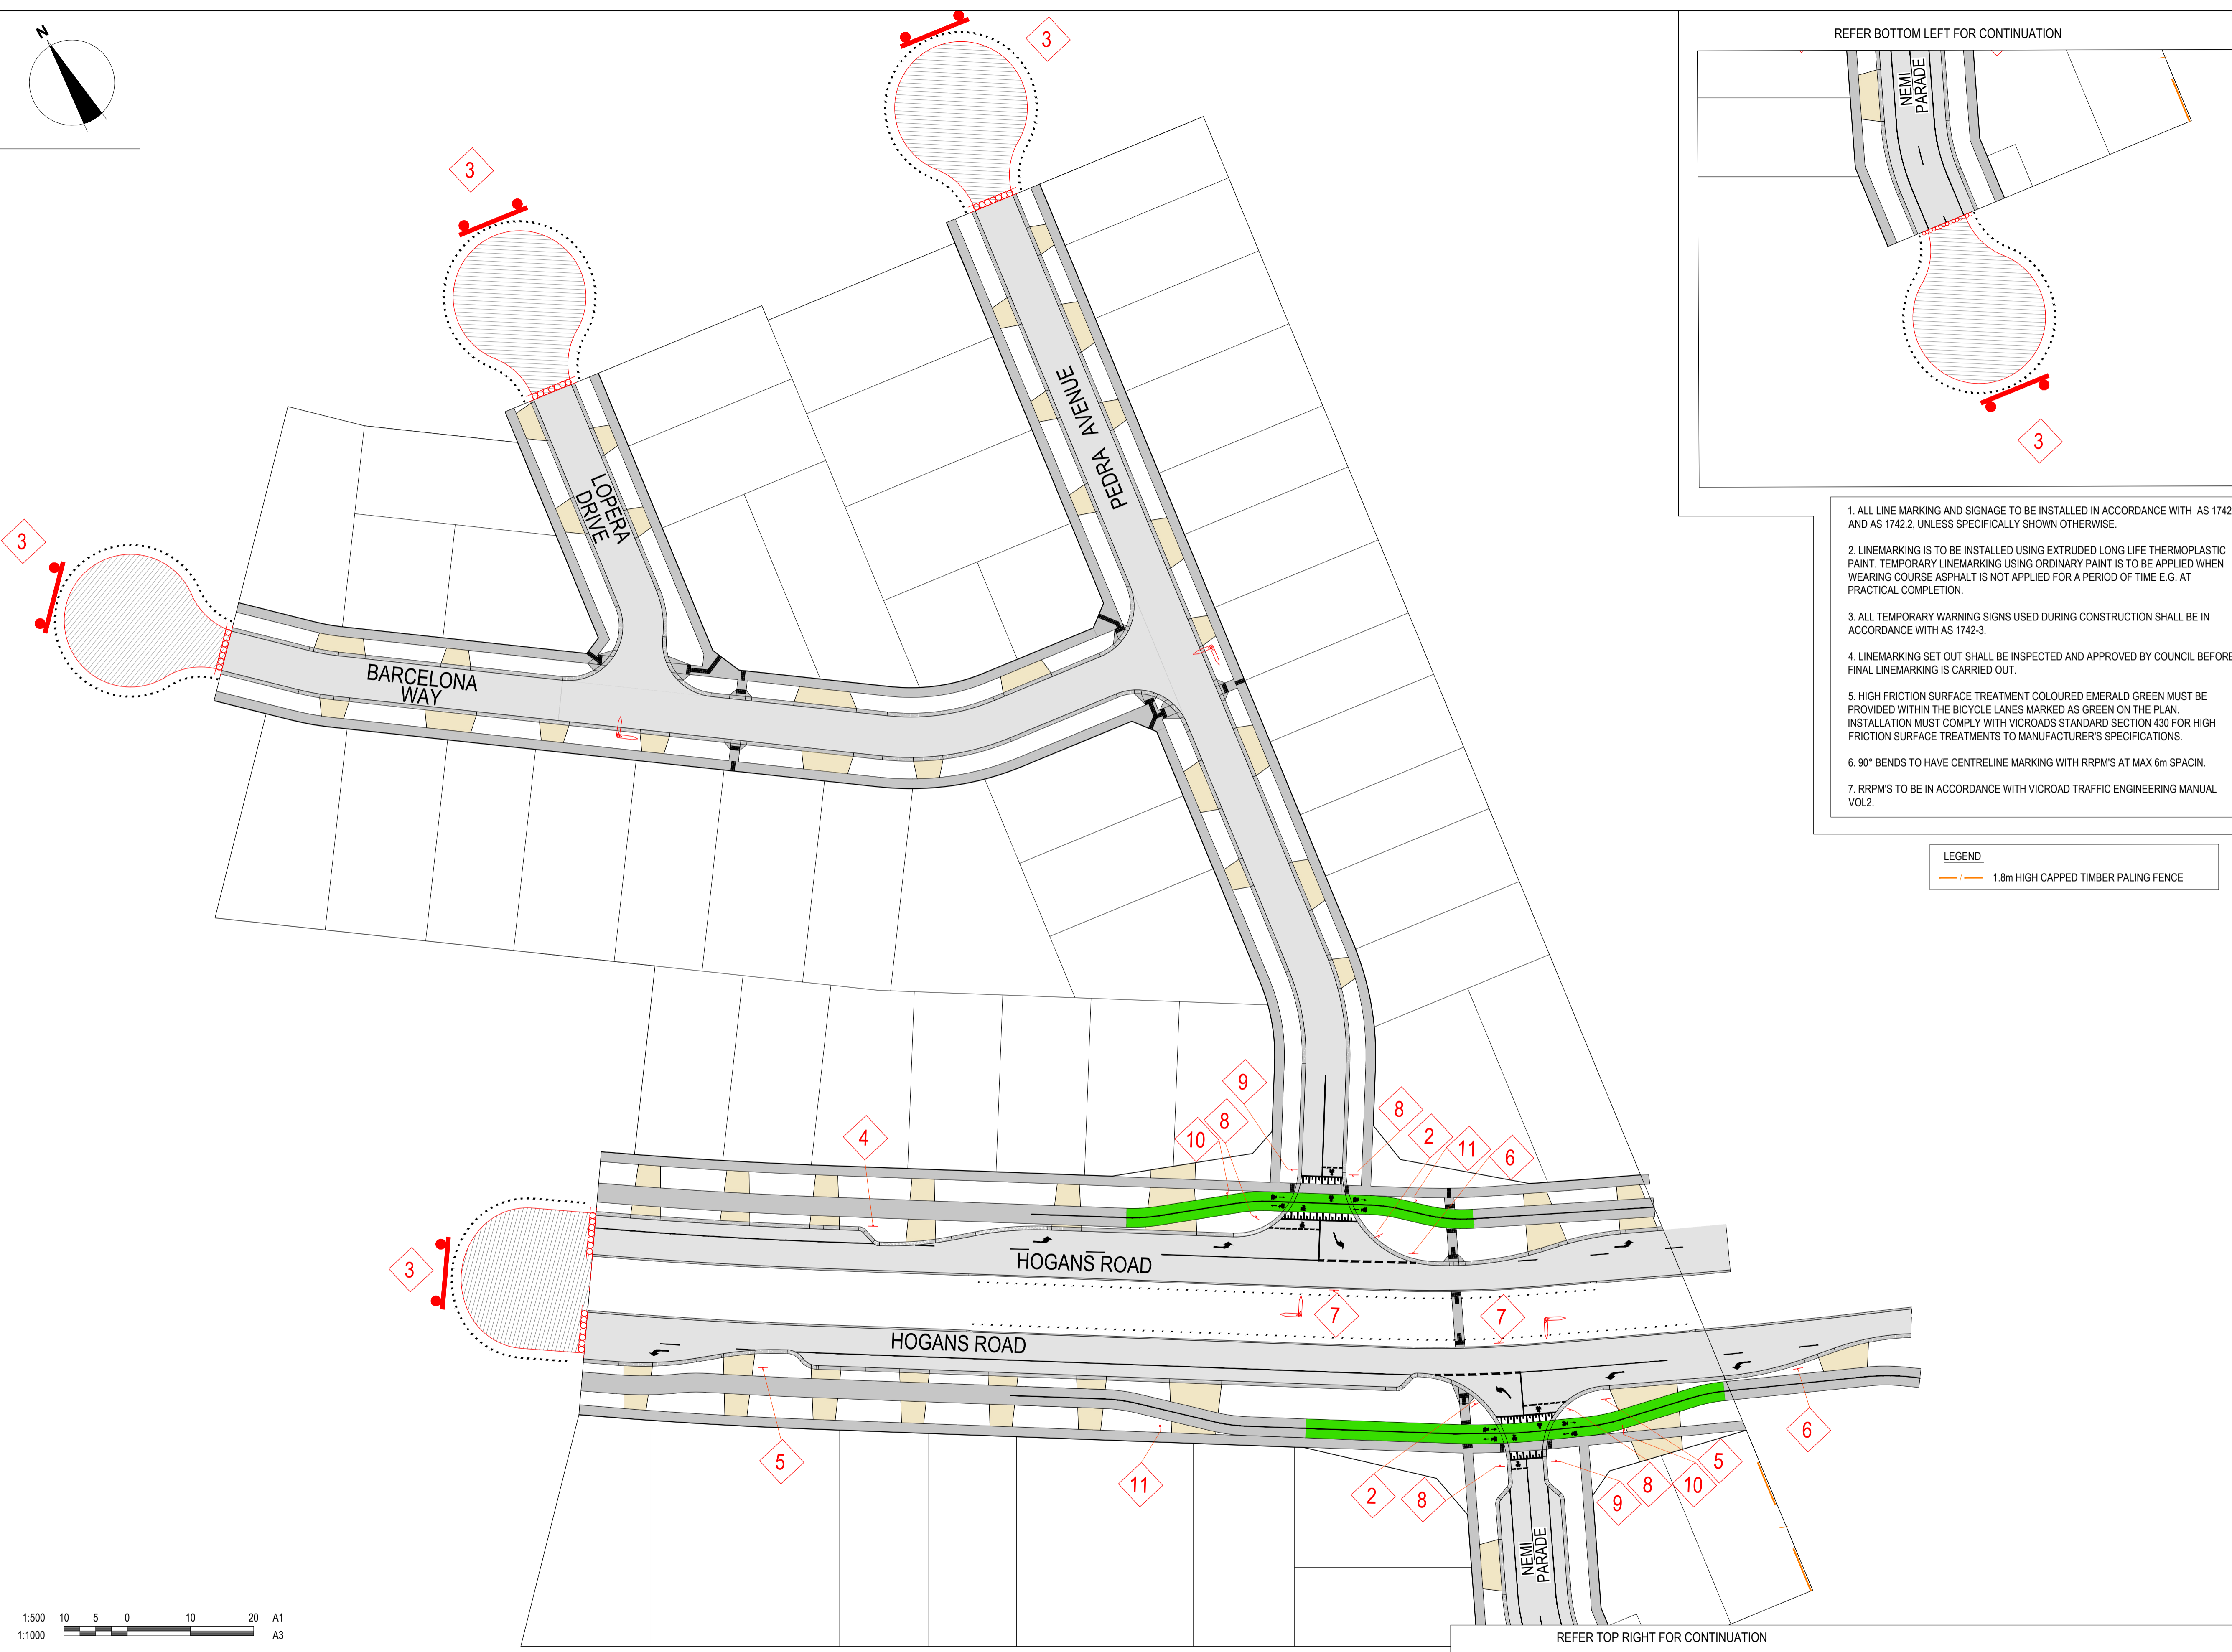 N
3
3
3
REFER BOTTOM LEFT FOR CONTINUATION
NEMI
PARADE
3
1. ALL LINE MARKING AND SIGNAGE TO BE INSTALLED IN ACCORDANCE WITH AS 1742
AND AS 1742.2, UNLESS SPECIFICALLY SHOWN OTHERWISE.
2. LINEMARKING IS TO BE INSTALLED USING EXTRUDED LONG LIFE THERMOPLASTIC
PAINT. TEMPORARY LINEMARKING USING ORDINARY PAINT IS TO BE APPLIED WHEN
WEARING COURSE ASPHALT IS NOT APPLIED FOR A PERIOD OF TIME E.G. AT
PRACTICAL COMPLETION.
3. ALL TEMPORARY WARNING SIGNS USED DURING CONSTRUCTION SHALL BE IN
ACCORDANCE WITH AS 1742-3.
4. LINEMARKING SET OUT SHALL BE INSPECTED AND APPROVED BY COUNCIL BEFORE
FINAL LINEMARKING IS CARRIED OUT.
5. HIGH FRICTION SURFACE TREATMENT COLOURED EMERALD GREEN MUST BE
PROVIDED WITHIN THE BICYCLE LANES MARKED AS GREEN ON THE PLAN.
INSTALLATION MUST COMPLY WITH VICROADS STANDARD SECTION 430 FOR HIGH
FRICTION SURFACE TREATMENTS TO MANUFACTURER'S SPECIFICATIONS.
6. 90° BENDS TO HAVE CENTRELINE MARKING WITH RRPM'S AT MAX 6m SPACIN.
7. RRPM'S TO BE IN ACCORDANCE WITH VICROAD TRAFFIC ENGINEERING MANUAL
VOL2.
LEGEND
1.8m HIGH CAPPED TIMBER PALING FENCE
PEDRA AVENUE
LOPERA
DRIVE
BARCELONA
WAY
9
8
10
4
8
2
11
6
3
HOGANS ROAD
7
7
HOGANS ROAD
5
11
2
8
9
8
10
5
6
NEMI
PARADE
1:500 10 5 0 10 20 A1
1:1000 A3
REFER TOP RIGHT FOR CONTINUATION